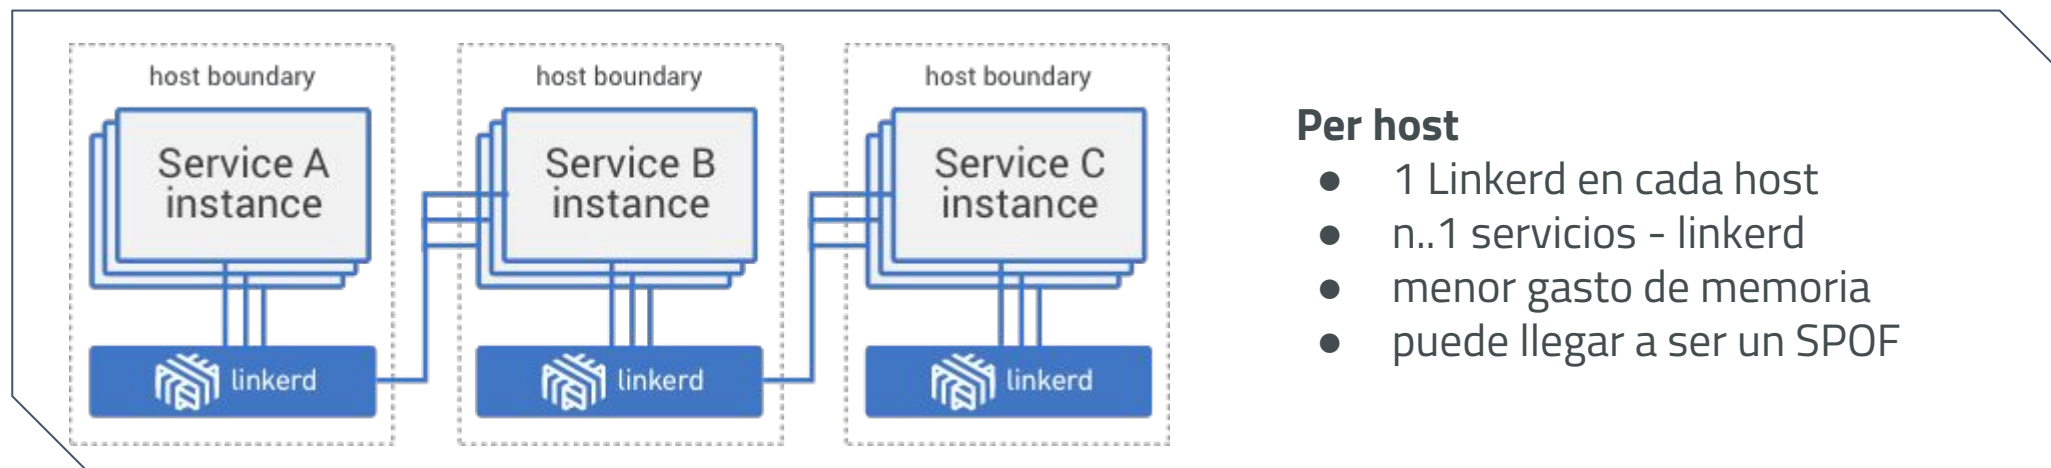 host boundary
Service A
instance
linkerd
host boundary
Service B
instance
linkerd
host boundary
Service C
instance
linkerd
Per host
● 1 Linkerd en cada host
● n..1 servicios - linkerd
● menor gasto de memoria
● puede llegar a ser un SPOF